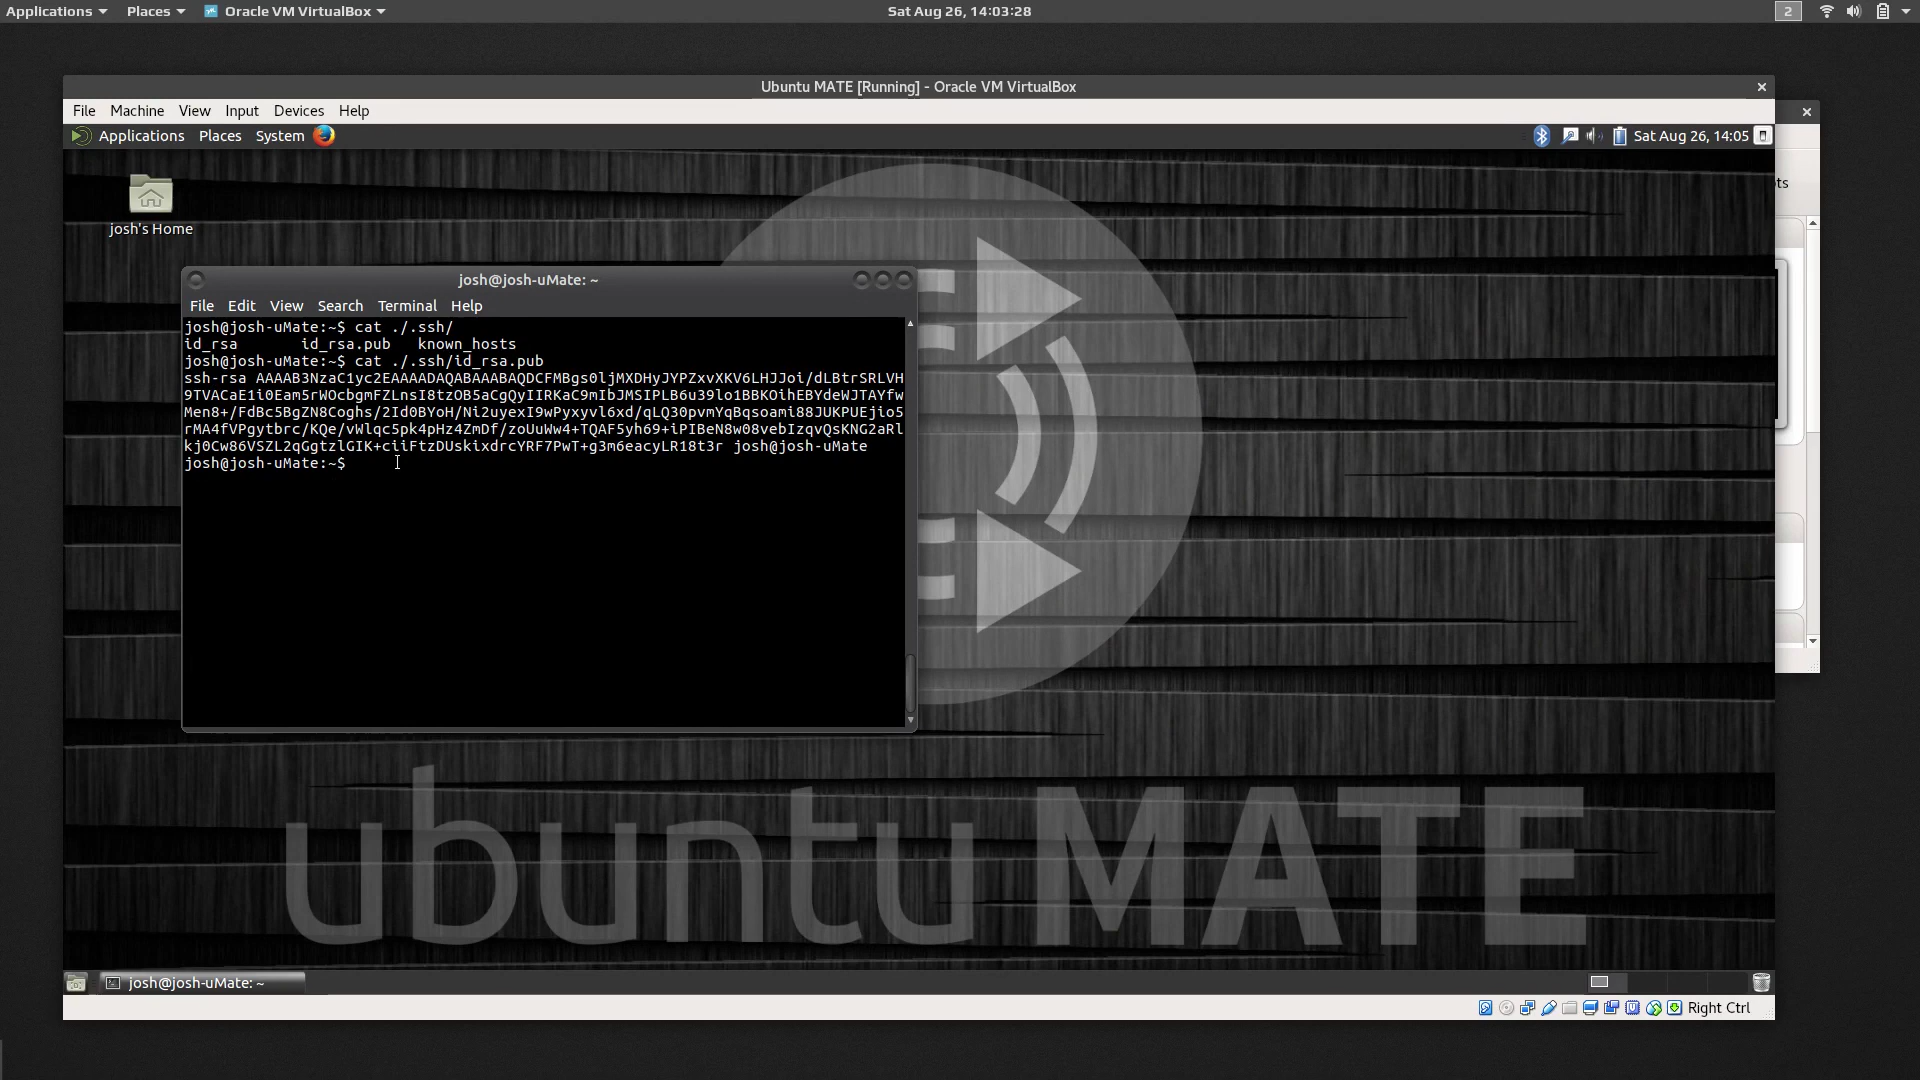 Applications Places Oracle VM VirtualBox Sat Aug 26, 14:03:28 2
Ubuntu MATE [Running] - Oracle VM VirtualBox
File Machine View Input Devices Help
Applications Places System Sat Aug 26, 14:05
ts
josh's Home
josh@josh-uMate: ~
File Edit View Search Terminal Help
josh@josh-uMate:~$ cat ./.ssh/
id_rsa id_rsa.pub known_hosts
josh@josh-uMate:~$ cat ./.ssh/id_rsa.pub
ssh-rsa AAAAB3NzaC1yc2EAAAADAQABAAABAQDCFMBgs0ljMXDHyJYPZxvXKV6LHJJoi/dLBtrSRLVH
9TVACaE1i0Eam5rWOcbgmFZLnsI8tzOB5aCgQyIIRKaC9mIbJMSIPLB6u39lo1BBKOihEBYdeWJTAYfw
Men8+/FdBc5BgZN8Coghs/2Id0BYoH/Ni2uyexI9wPyxyvl6xd/qLQ30pvmYqBqsoami88JUKPUEjio5
rMA4fVPgytbrc/KQe/vWlqc5pk4pHz4ZmDf/zoUuWw4+TQAF5yh69+iPIBeN8w08vebIzqvQsKNG2aRl
kj0Cw86VSZL2qGgtzlGIK+ciiFtzDUskixdrcYRF7PwT+g3m6eacyLR18t3r josh@josh-uMate
josh@josh-uMate:~$
ubuntu MATE
josh@josh-uMate: ~
Right Ctrl